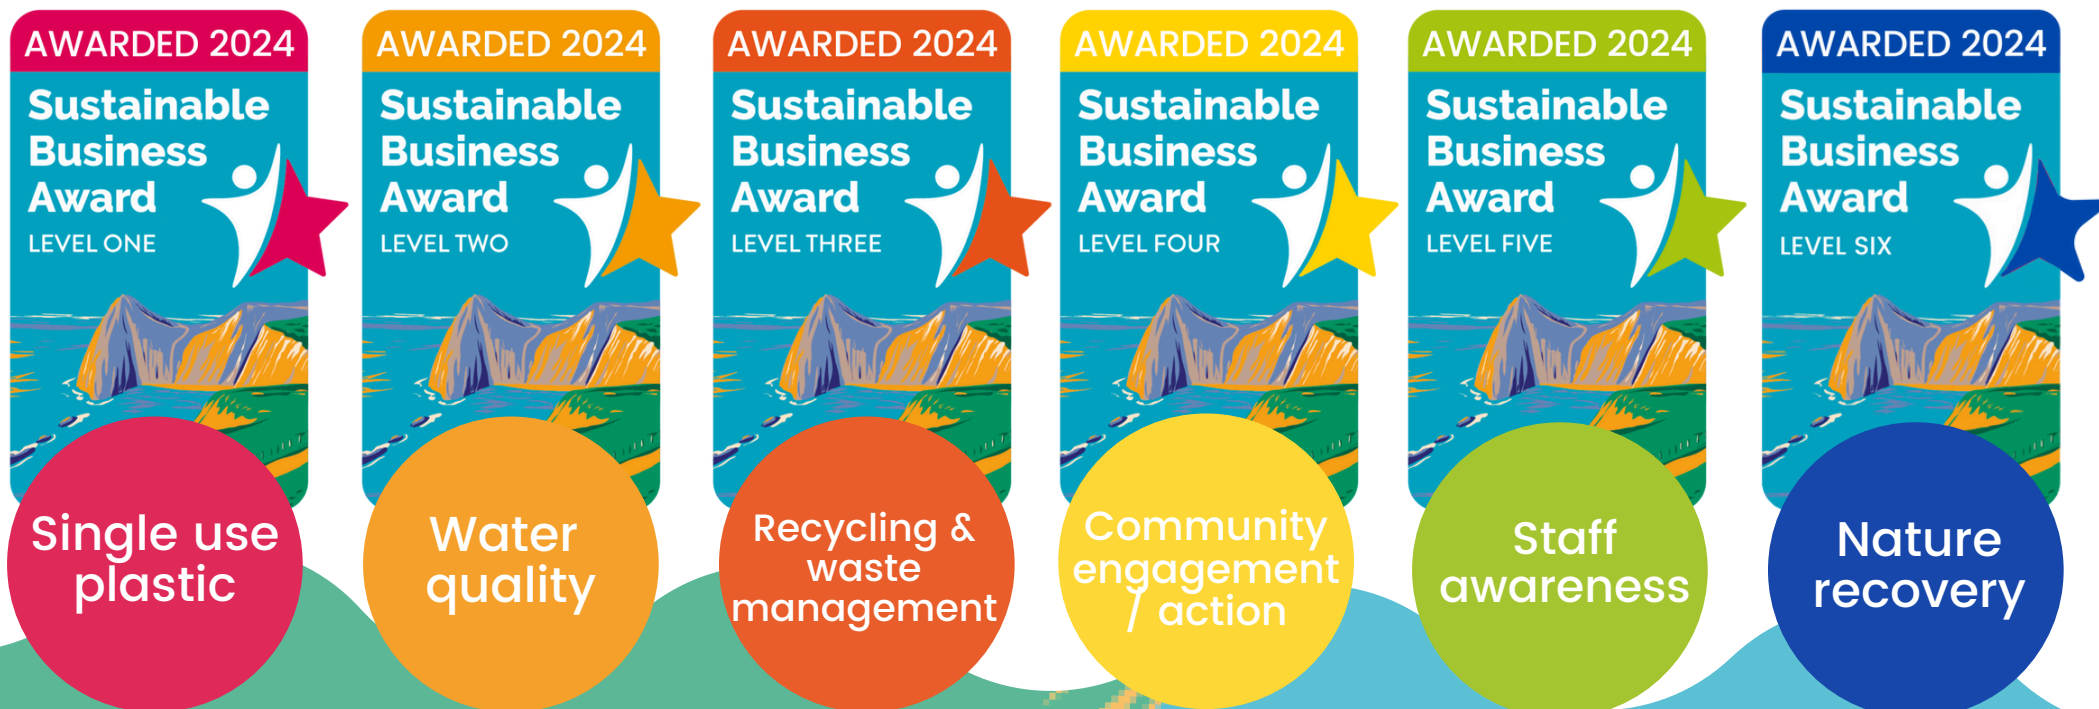 AWARDED 2024
Sustainable
Business
Award
LEVEL ONE
Single use
plastic
AWARDED 2024
Sustainable
Business
Award
LEVEL TWO
Water
quality
AWARDED 2024
Sustainable
Business
Award
LEVEL THREE
Recycling &
waste
management
AWARDED 2024
Sustainable
Business
Award
LEVEL FOUR
Community
engagement
/ action
AWARDED 2024
Sustainable
Business
Award
LEVEL FIVE
Staff
awareness
AWARDED 2024
Sustainable
Business
Award
LEVEL SIX
Nature
recovery